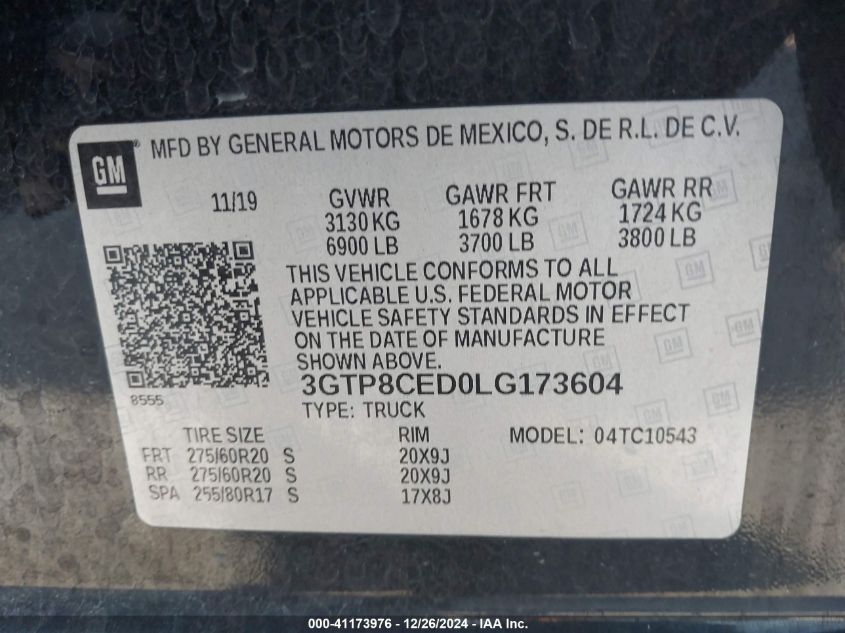 GM
MFD BY GENERAL MOTORS DE MEXICO, S. DE R.L. DE C.V.
11/19 GVWR GAWR FRT GAWR RR
3130 KG 1678 KG 1724 KG
6900 LB 3700 LB 3800 LB
THIS VEHICLE CONFORMS TO ALL
APPLICABLE U.S. FEDERAL MOTOR
VEHICLE SAFETY STANDARDS IN EFFECT
ON THE DATE OF MANUFACTURE
SHOWN ABOVE.
3GTP8CED0LG173604
8555
TYPE: TRUCK
TIRE SIZE RIM MODEL: 04TC10543
FRT 275/60R20 S 20X9J
RR 275/60R20 S 20X9J
SPA 255/80R17 S 17X8J
000-41173976 - 12/26/2024 - IAA Inc.